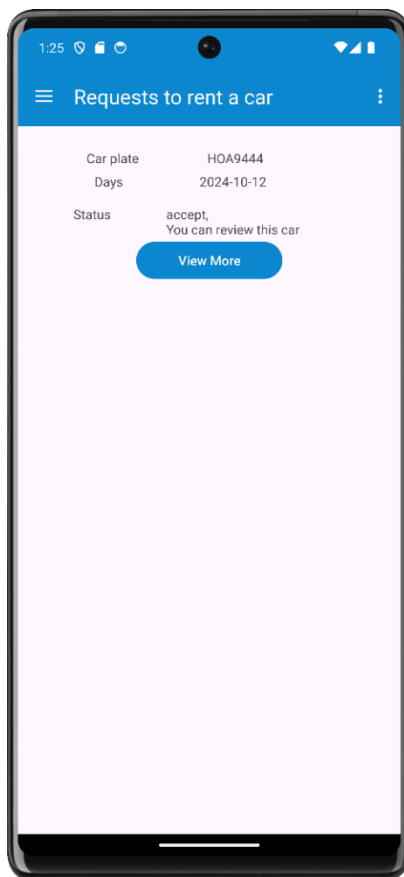 1:25
Requests to rent a car
Car plate HOA9444
Days 2024-10-12
Status accept,
You can review this car
View More